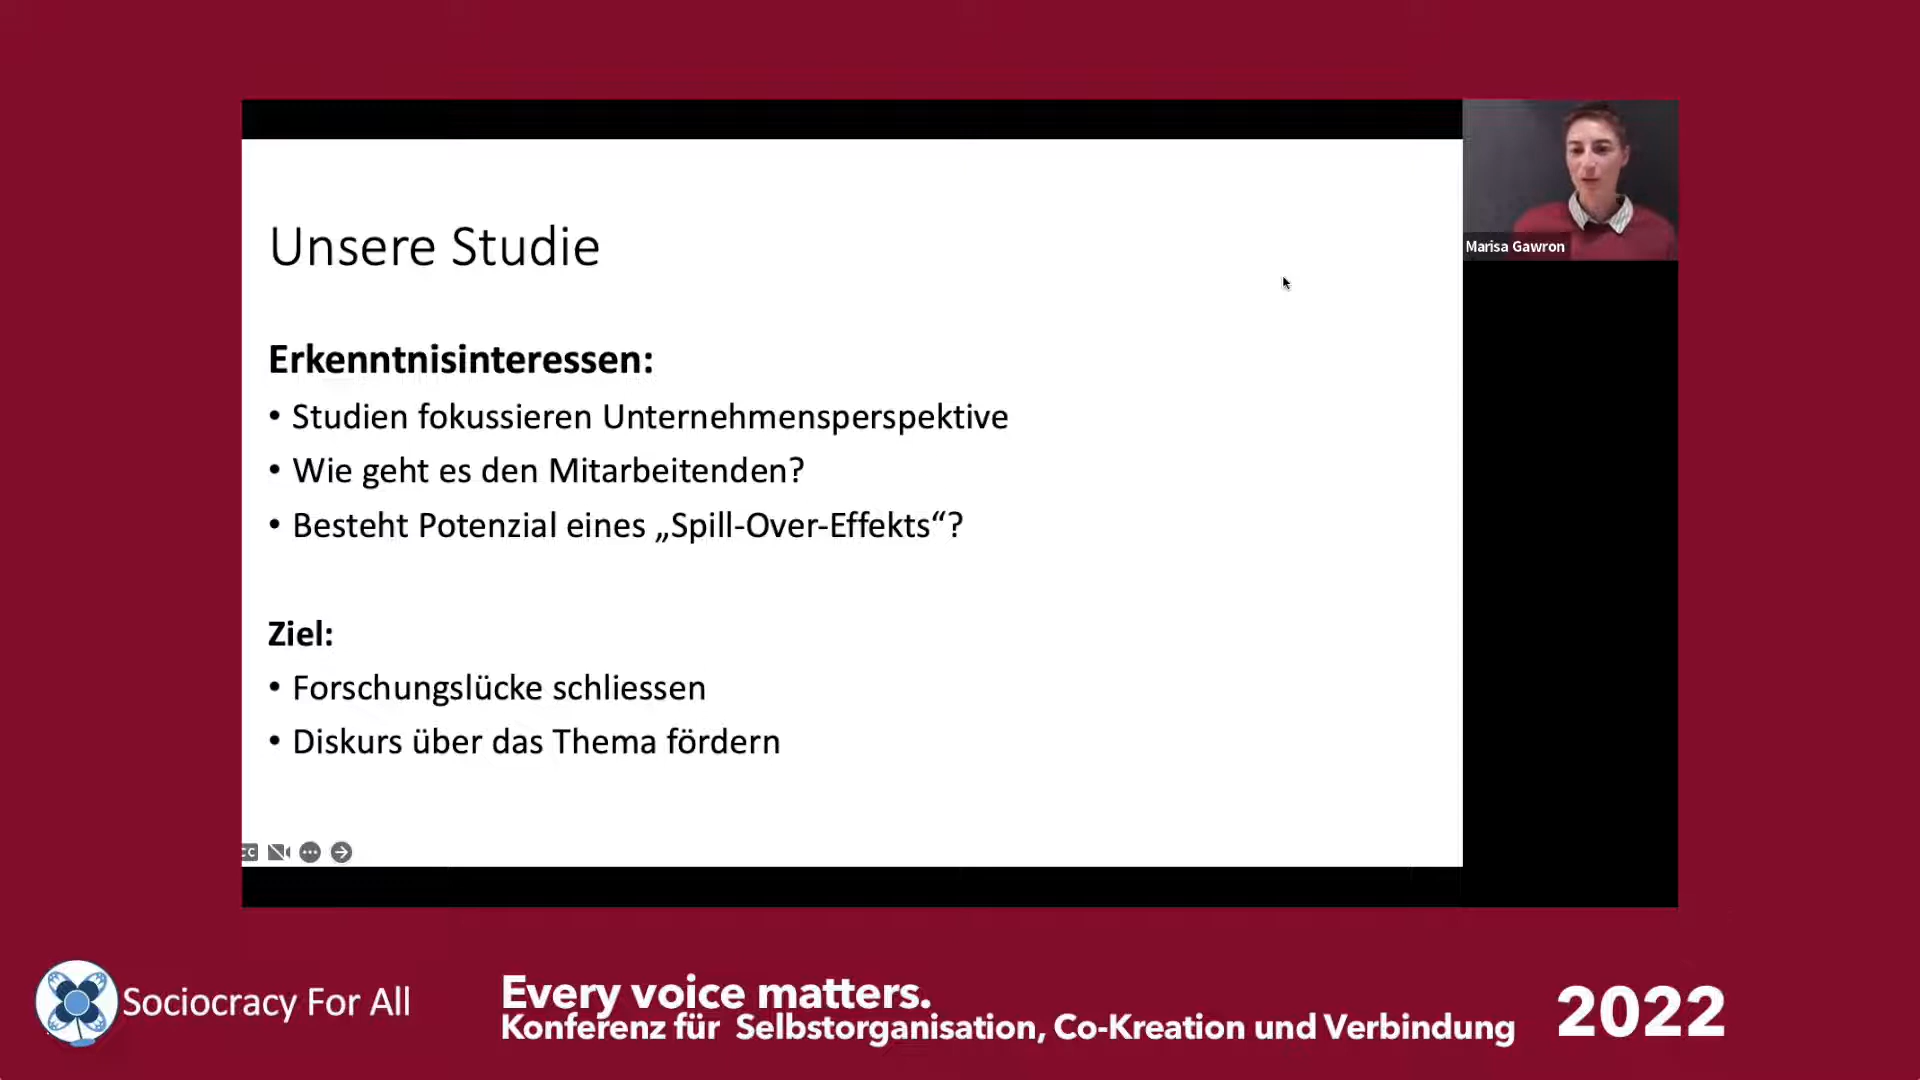 Unsere Studie
Erkenntnisinteressen:
• Studien fokussieren Unternehmensperspektive
• Wie geht es den Mitarbeitenden?
• Besteht Potenzial eines „Spill-Over-Effekts“?
Ziel:
• Forschungslücke schliessen
• Diskurs über das Thema fördern
Marisa Gawron
CC
Sociocracy For All
Every voice matters.
Konferenz für Selbstorganisation, Co-Kreation und Verbindung
2022